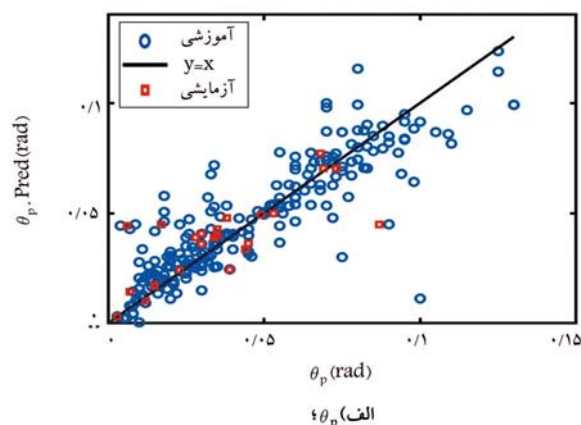 آموزشی
y=x
آزمایشی
θp. Pred(rad)
۰/۱
۰/۰۵
۰۰
۰ ۰/۰۵ ۰/۱ ۰/۱۵
θp(rad)
الف) θp؛